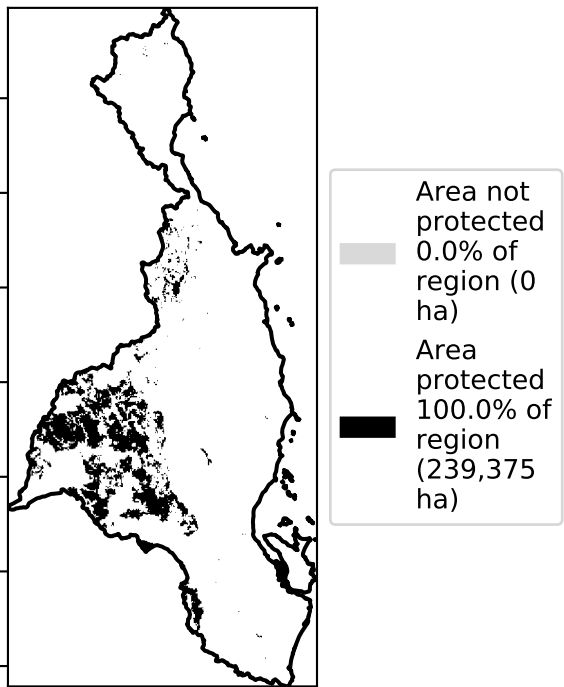 Area not
protected
0.0% of
region (0
ha)
Area
protected
100.0% of
region
(239,375
ha)